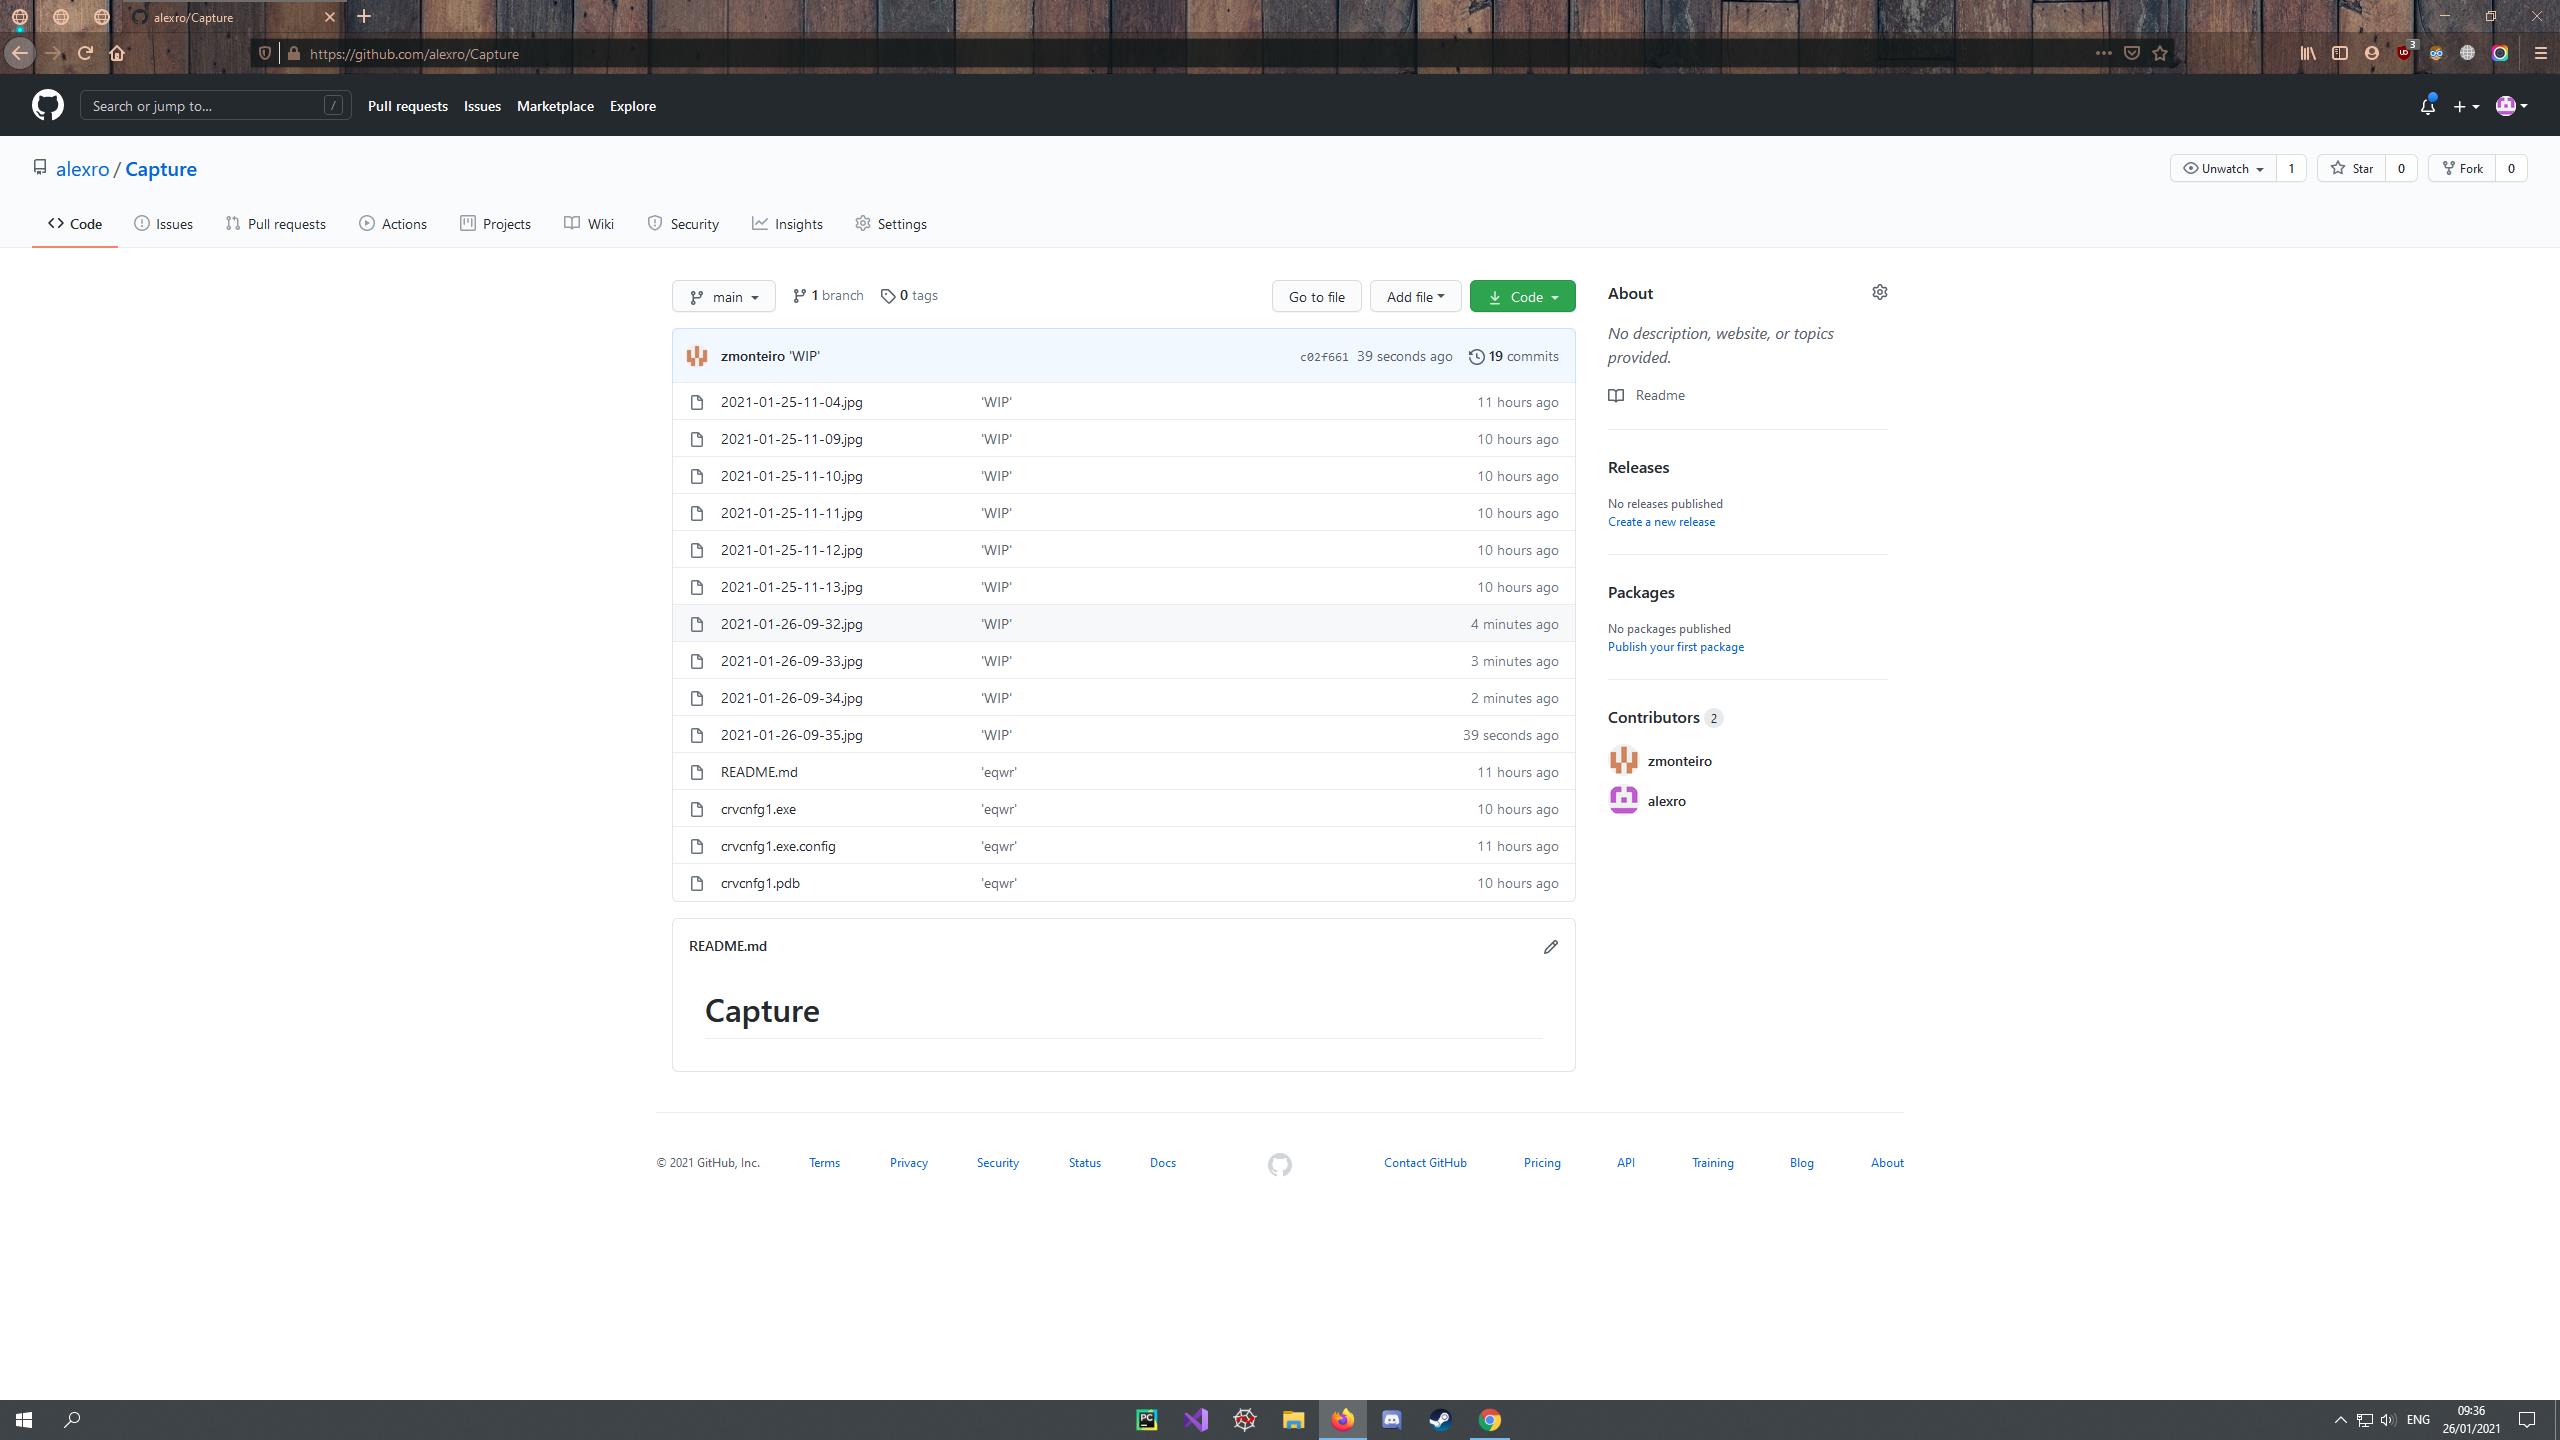 alexro/Capture
https://github.com/alexro/Capture
3
Search or jump to... /
Pull requests Issues Marketplace Explore
alexro / Capture
Unwatch 1 Star 0 Fork 0
Code Issues Pull requests Actions Projects Wiki Security Insights Settings
main 1 branch 0 tags Go to file Add file Code
zmonteiro 'WIP' c02f661 39 seconds ago 19 commits
2021-01-25-11-04.jpg 'WIP' 11 hours ago
2021-01-25-11-09.jpg 'WIP' 10 hours ago
2021-01-25-11-10.jpg 'WIP' 10 hours ago
2021-01-25-11-11.jpg 'WIP' 10 hours ago
2021-01-25-11-12.jpg 'WIP' 10 hours ago
2021-01-25-11-13.jpg 'WIP' 10 hours ago
2021-01-26-09-32.jpg 'WIP' 4 minutes ago
2021-01-26-09-33.jpg 'WIP' 3 minutes ago
2021-01-26-09-34.jpg 'WIP' 2 minutes ago
2021-01-26-09-35.jpg 'WIP' 39 seconds ago
README.md 'eqwr' 11 hours ago
crvcnfg1.exe 'eqwr' 10 hours ago
crvcnfg1.exe.config 'eqwr' 11 hours ago
crvcnfg1.pdb 'eqwr' 10 hours ago
README.md
Capture
About
No description, website, or topics
provided.
Readme
Releases
No releases published
Create a new release
Packages
No packages published
Publish your first package
Contributors 2
zmonteiro
alexro
© 2021 GitHub, Inc. Terms Privacy Security Status Docs Contact GitHub Pricing API Training Blog About
PC
ENG
09:36
26/01/2021